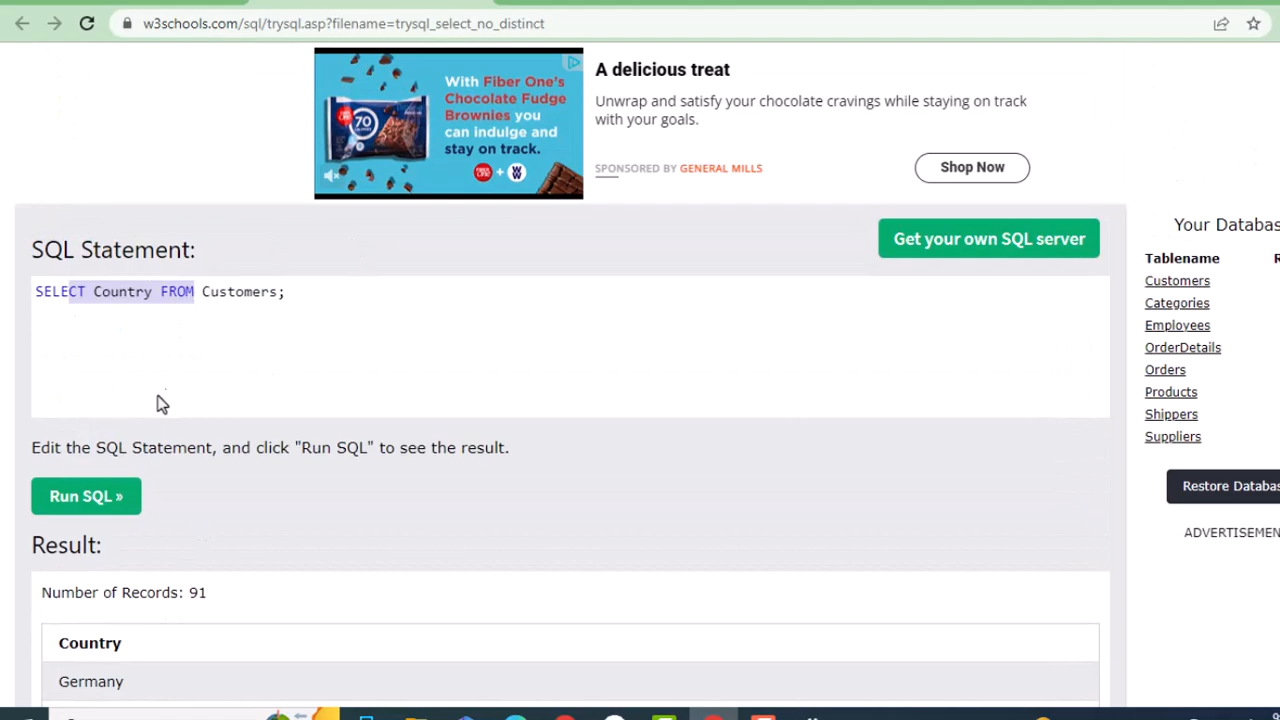 w3schools.com/sql/trysql.asp?filename=trysql_select_no_distinct
With Fiber One's
Chocolate Fudge
Brownies you
can indulge and
stay on track.
70
A delicious treat
Unwrap and satisfy your chocolate cravings while staying on track
with your goals.
SPONSORED BY GENERAL MILLS
Shop Now
SQL Statement:
Get your own SQL server
SELECT Country FROM Customers;
Edit the SQL Statement, and click "Run SQL" to see the result.
Run SQL »
Result:
Number of Records: 91
Country
Germany
Your Databas
Tablename R
Customers
Categories
Employees
OrderDetails
Orders
Products
Shippers
Suppliers
Restore Databas
ADVERTISEMEN